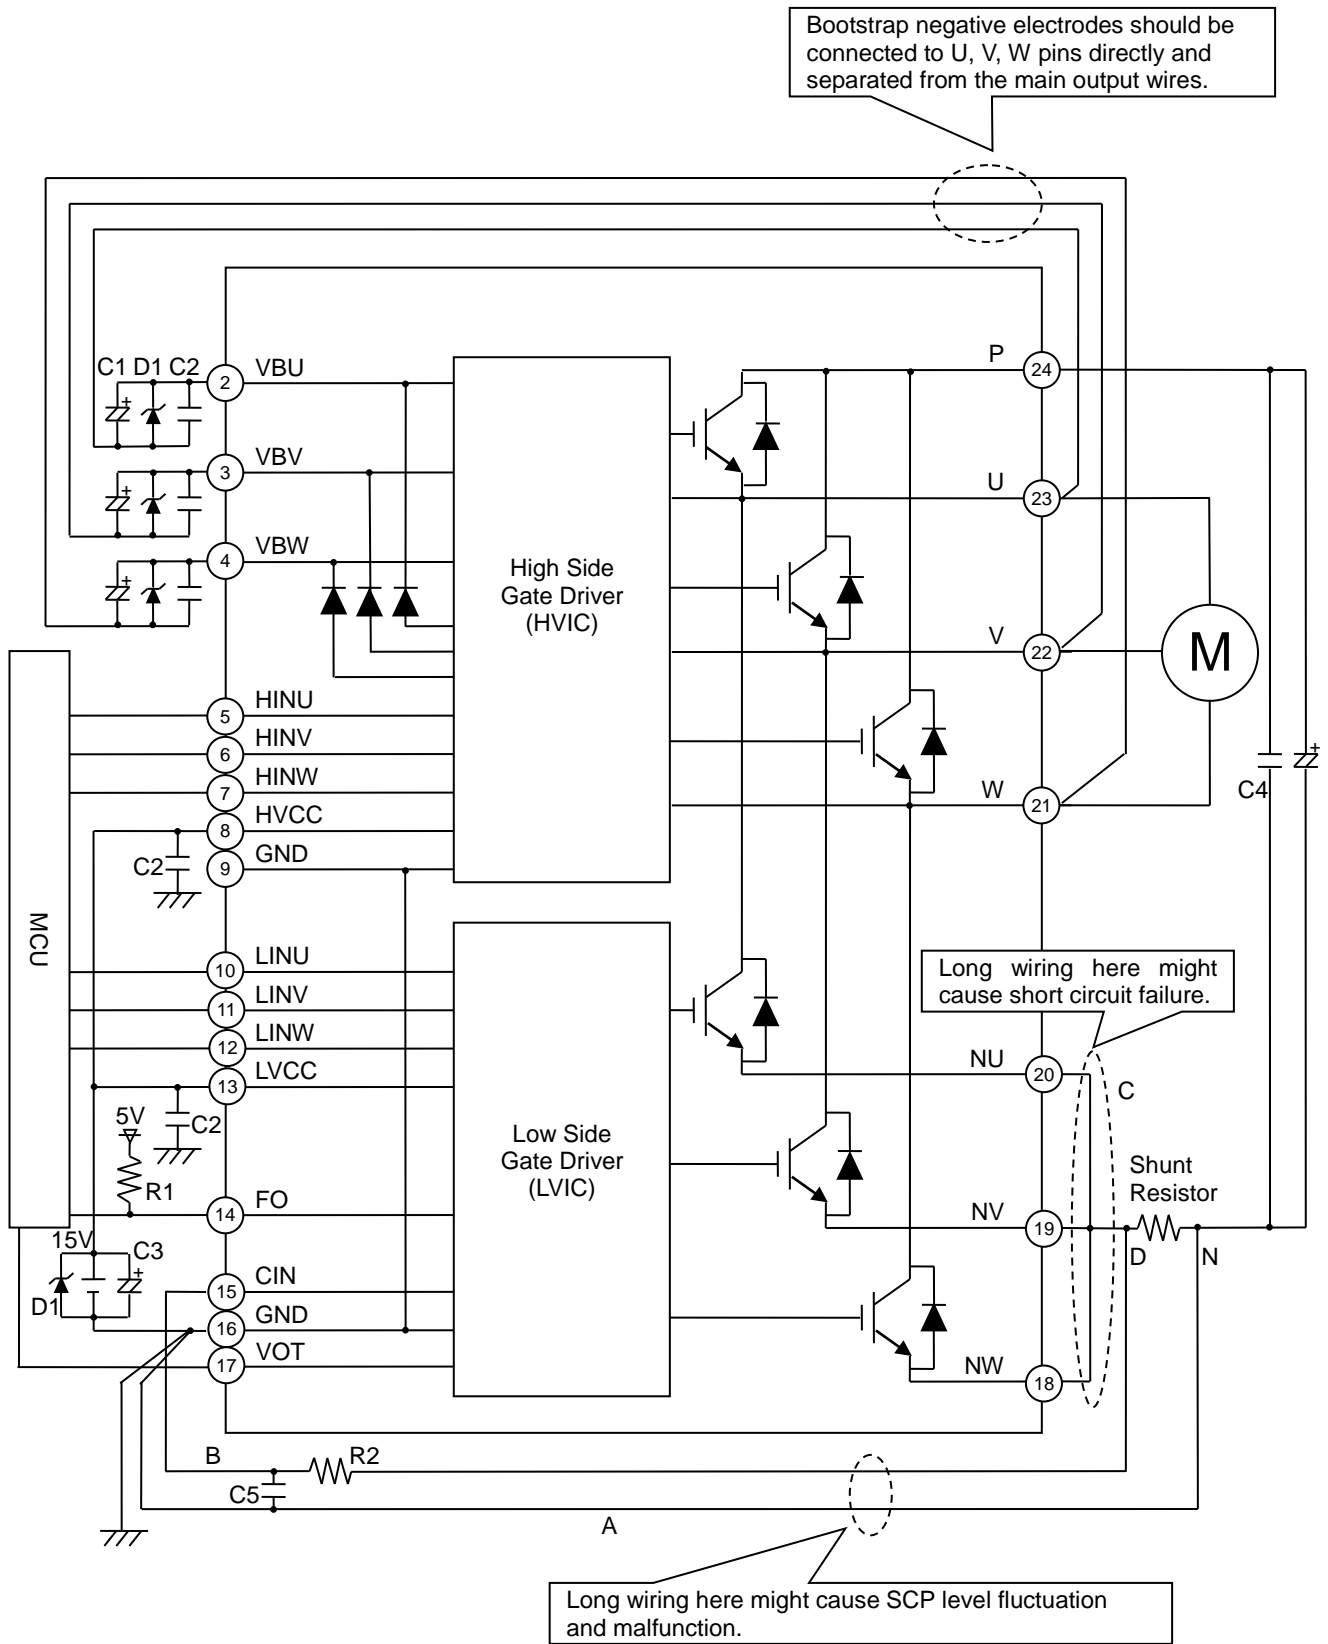 Bootstrap negative electrodes should be
connected to U, V, W pins directly and
separated from the main output wires.
C1 D1 C2
+
2
VBU
P
24
+
3
VBV
U
23
+
4
VBW
High Side
Gate Driver
(HVIC)
V
22
M
5
HINU
6
HINV
7
HINW
W
21
C4
+
8
HVCC
C2
9
GND
MCU
10
LINU
Long wiring here might
cause short circuit failure.
11
LINV
12
LINW
13
LVCC
NU
20
C
5V
C2
R1
Low Side
Gate Driver
(LVIC)
Shunt
Resistor
14
FO
NV
19
D
N
15V
C3
+
D1
15
CIN
16
GND
17
VOT
NW
18
B
R2
C5
A
Long wiring here might cause SCP level fluctuation
and malfunction.